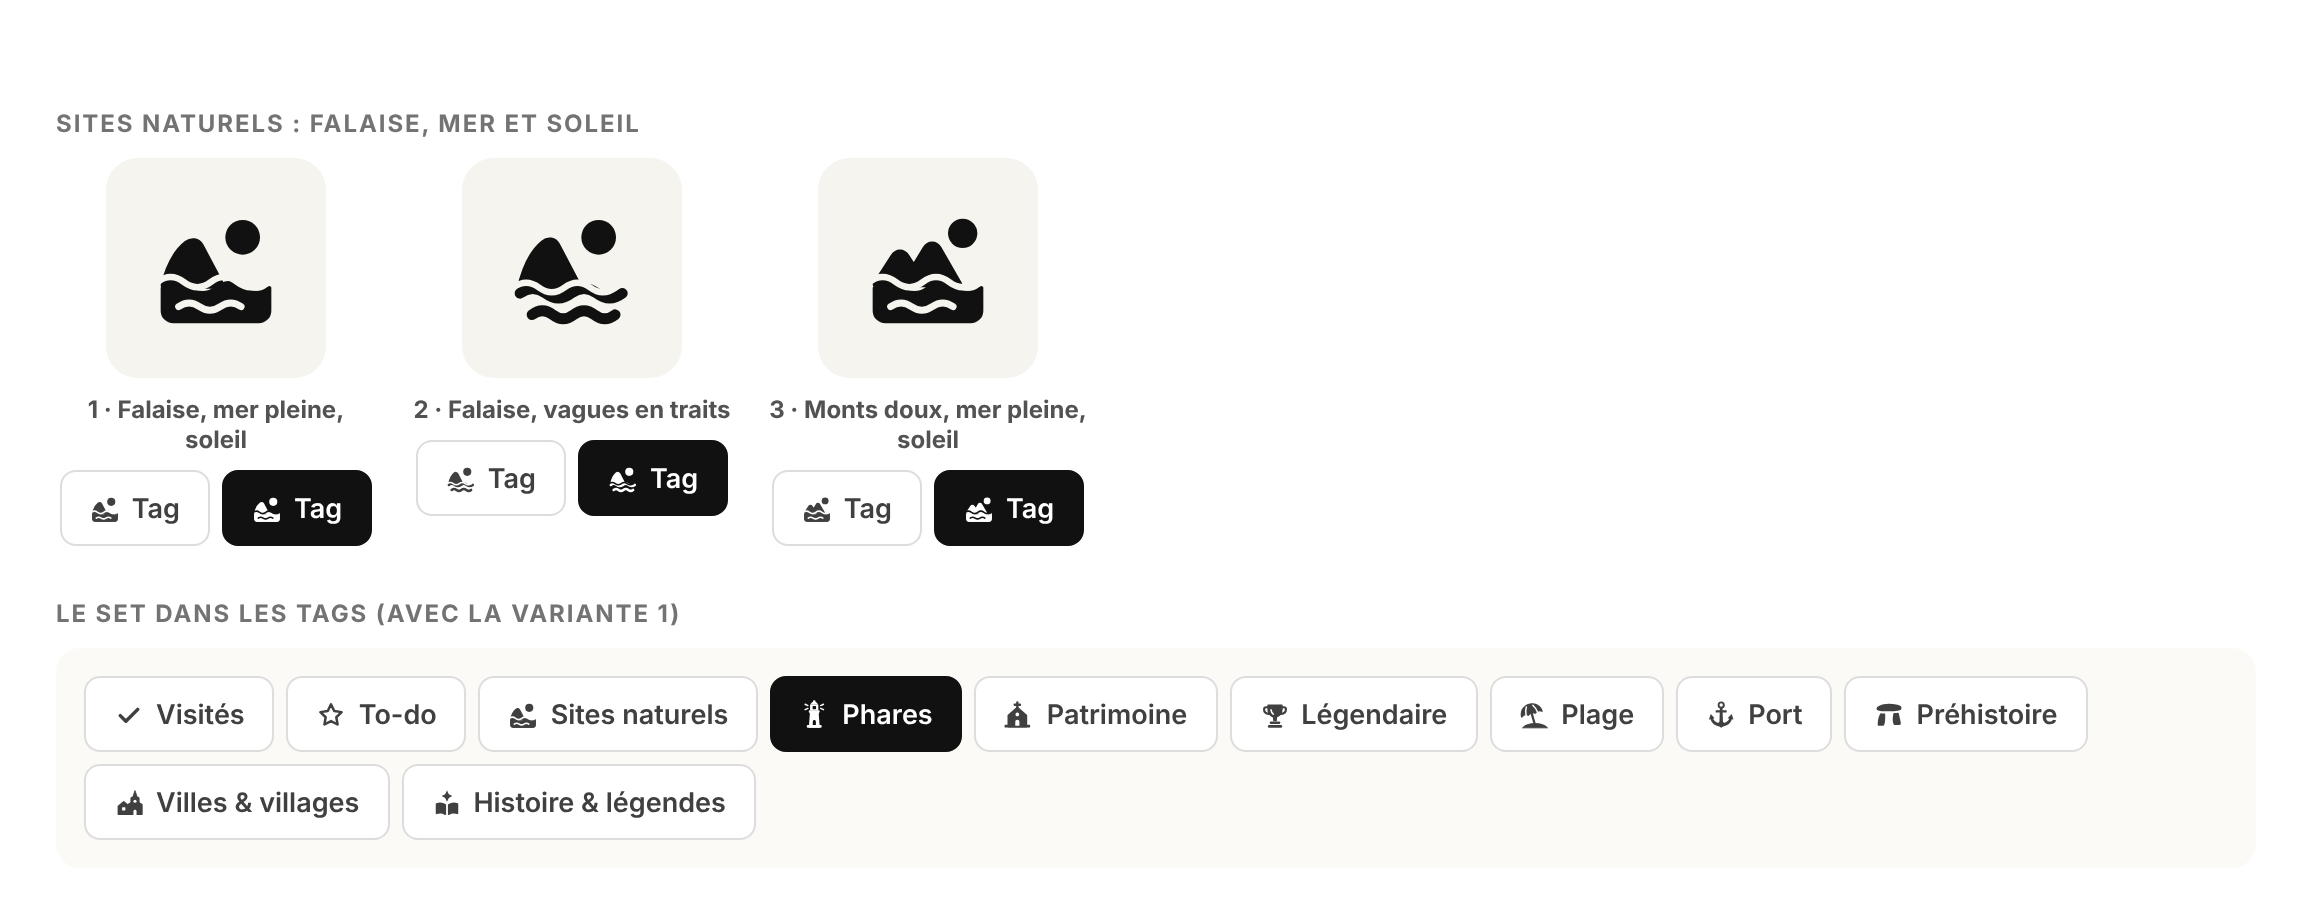 SITES NATURELS : FALAISE, MER ET SOLEIL
1 · Falaise, mer pleine,
soleil
2 · Falaise, vagues en traits
3 · Monts doux, mer pleine,
soleil
Tag
Tag
Tag
Tag
Tag
Tag
LE SET DANS LES TAGS (AVEC LA VARIANTE 1)
Visités
To-do
Sites naturels
Phares
Patrimoine
Légendaire
Plage
Port
Préhistoire
Villes & villages
Histoire & légendes